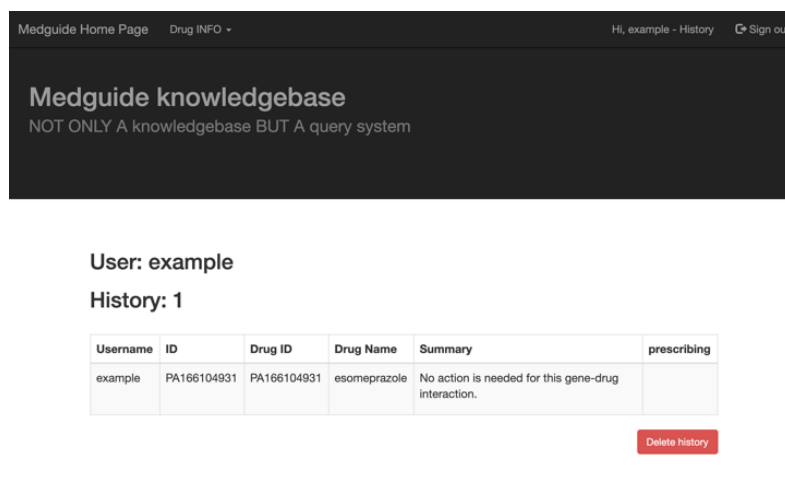 Medguide Home Page Drug INFO Hi, example - History Sign ou
Medguide knowledgebase
NOT ONLY A knowledgebase BUT A query system
User: example
History: 1
Username ID Drug ID Drug Name Summary prescribing
example PA166104931 PA166104931 esomeprazole No action is needed for this gene-drug
interaction.
Delete history